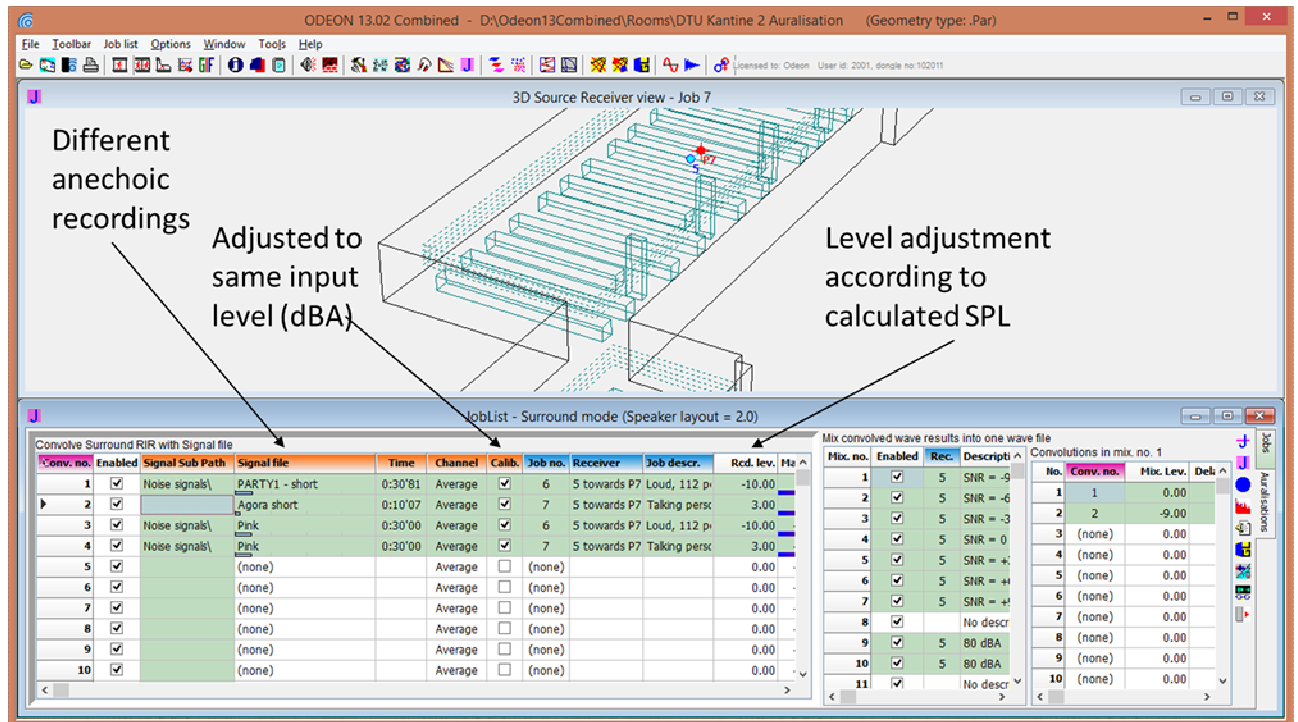 ODEON 13.02 Combined - D:\Odeon13Combined\Rooms\DTU Kantine 2 Auralisation (Geometry type: .Par)
File Toolbar Job list Options Window Tools Help
Licensed to: Odeon User id: 2001, dongle no:102011
3D Source Receiver view - Job 7
Different
anechoic
recordings
Adjusted to
same input
level (dBA)
Level adjustment
according to
calculated SPL
P7
5
JobList - Surround mode (Speaker layout = 2.0)
Convolve Surround RIR with Signal file
Conv. no. Enabled Signal Sub Path Signal file Time Channel Calib. Job no. Receiver Job descr. Rcd. lev. Ma
1 Noise signals\ PARTY1 - short 0:30'81 Average 6 5 towards P7 Loud, 112 p -10.00
2 Agora short 0:10'07 Average 7 5 towards P7 Talking perso 3.00
3 Noise signals\ Pink 0:30'00 Average 6 5 towards P7 Loud, 112 p -10.00
4 Noise signals\ Pink 0:30'00 Average 7 5 towards P7 Talking perso 3.00
5 (none) Average (none) 0.00
6 (none) Average (none) 0.00
7 (none) Average (none) 0.00
8 (none) Average (none) 0.00
9 (none) Average (none) 0.00
10 (none) Average (none) 0.00
Mix convolved wave results into one wave file
Mix. no. Enabled Rec. Descripti
1 5 SNR = -9
2 5 SNR = -6
3 5 SNR = -3
4 5 SNR = 0
5 5 SNR = +
6 5 SNR = +
7 5 SNR = +
8 No descr
9 5 80 dBA
10 5 80 dBA
11 No descr
Convolutions in mix. no. 1
No. Conv. no. Mix. Lev. Dela
1 1 0.00
2 2 -9.00
3 (none) 0.00
4 (none) 0.00
5 (none) 0.00
6 (none) 0.00
7 (none) 0.00
8 (none) 0.00
9 (none) 0.00
10 (none) 0.00
Jobs
Auralisations